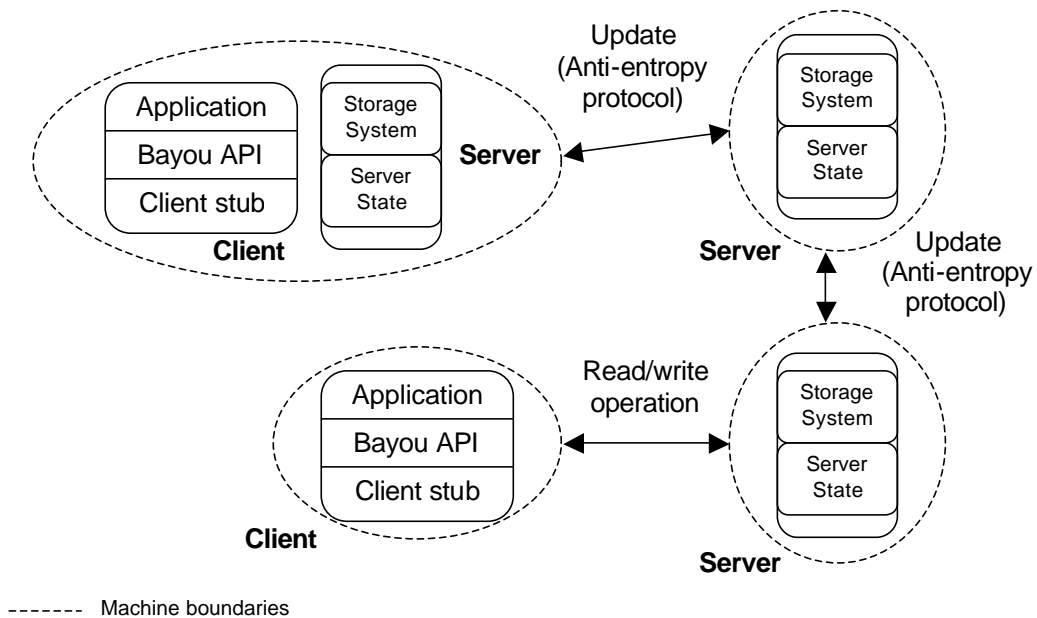 Application
Bayou API
Client stub
Client
Storage
System
Server
State
Server
Update
(Anti-entropy
protocol)
Storage
System
Server
State
Server
Update
(Anti-entropy
protocol)
Application
Bayou API
Client stub
Client
Read/write
operation
Storage
System
Server
State
Server
Machine boundaries